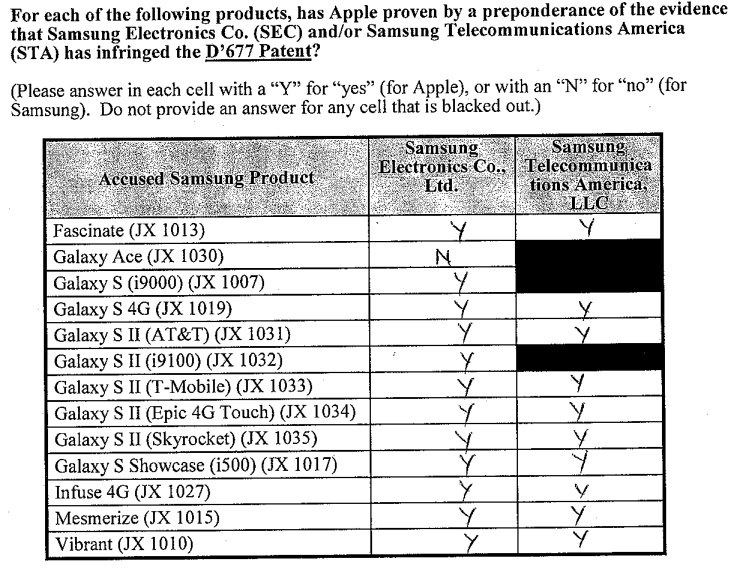 For each of the following products, has Apple proven by a preponderance of the evidence
that Samsung Electronics Co. (SEC) and/or Samsung Telecommunications America
(STA) has infringed the D'677 Patent?
(Please answer in each cell with a "Y" for "yes" (for Apple), or with an "N" for "no" (for
Samsung). Do not provide an answer for any cell that is blacked out.)
Accused Samsung Product
Samsung
Electronics Co.,
Ltd.
Samsung
Telecommunica
tions America,
LLC
Fascinate (JX 1013) Y Y
Galaxy Ace (JX 1030) N
Galaxy S (i9000) (JX 1007) Y
Galaxy S 4G (JX 1019) Y Y
Galaxy S II (AT&T) (JX 1031) Y Y
Galaxy S II (i9100) (JX 1032) Y
Galaxy S II (T-Mobile) (JX 1033) Y Y
Galaxy S II (Epic 4G Touch) (JX 1034) Y Y
Galaxy S II (Skyrocket) (JX 1035) Y Y
Galaxy S Showcase (i500) (JX 1017) Y Y
Infuse 4G (JX 1027) Y Y
Mesmerize (JX 1015) Y Y
Vibrant (JX 1010) Y Y